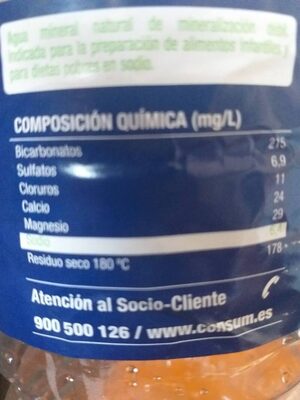 Agua mineral natural de mineralización débil.
Indicada para la preparación de alimentos infantiles y
para dietas pobres en sodio.
COMPOSICIÓN QUÍMICA (mg/L)
Bicarbonatos 275
Sulfatos 6,9
Cloruros 11
Calcio 24
Magnesio 29
Sodio
Residuo seco 180 ºC 178
Atención al Socio-Cliente
900 500 126 / www.consum.es